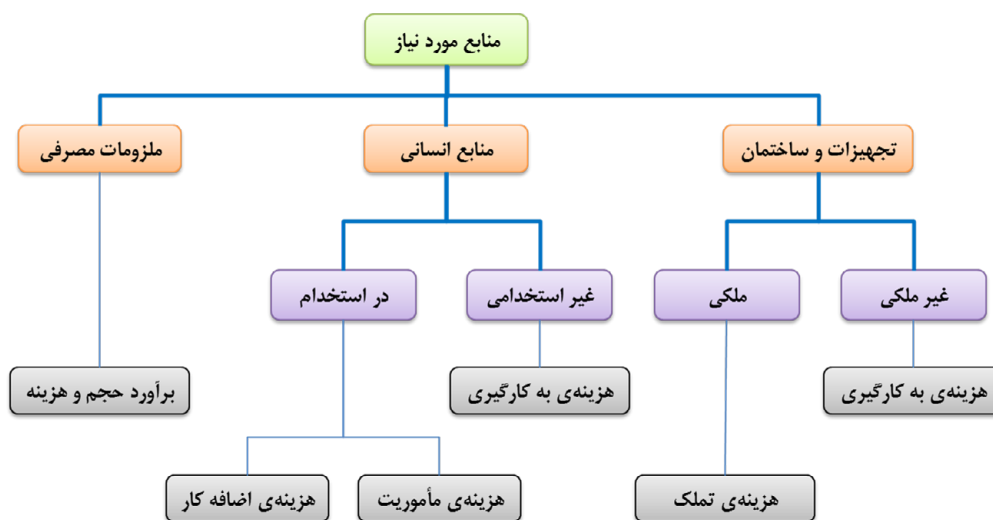 منابع مورد نیاز
تجهیزات و ساختمان
منابع انسانی
ملزومات مصرفی
غیر ملکی
ملکی
غیر استخدامی
در استخدام
هزینه‌ی به کارگیری
هزینه‌ی به کارگیری
برآورد حجم و هزینه
هزینه‌ی تملک
هزینه‌ی مأموریت
هزینه‌ی اضافه کار